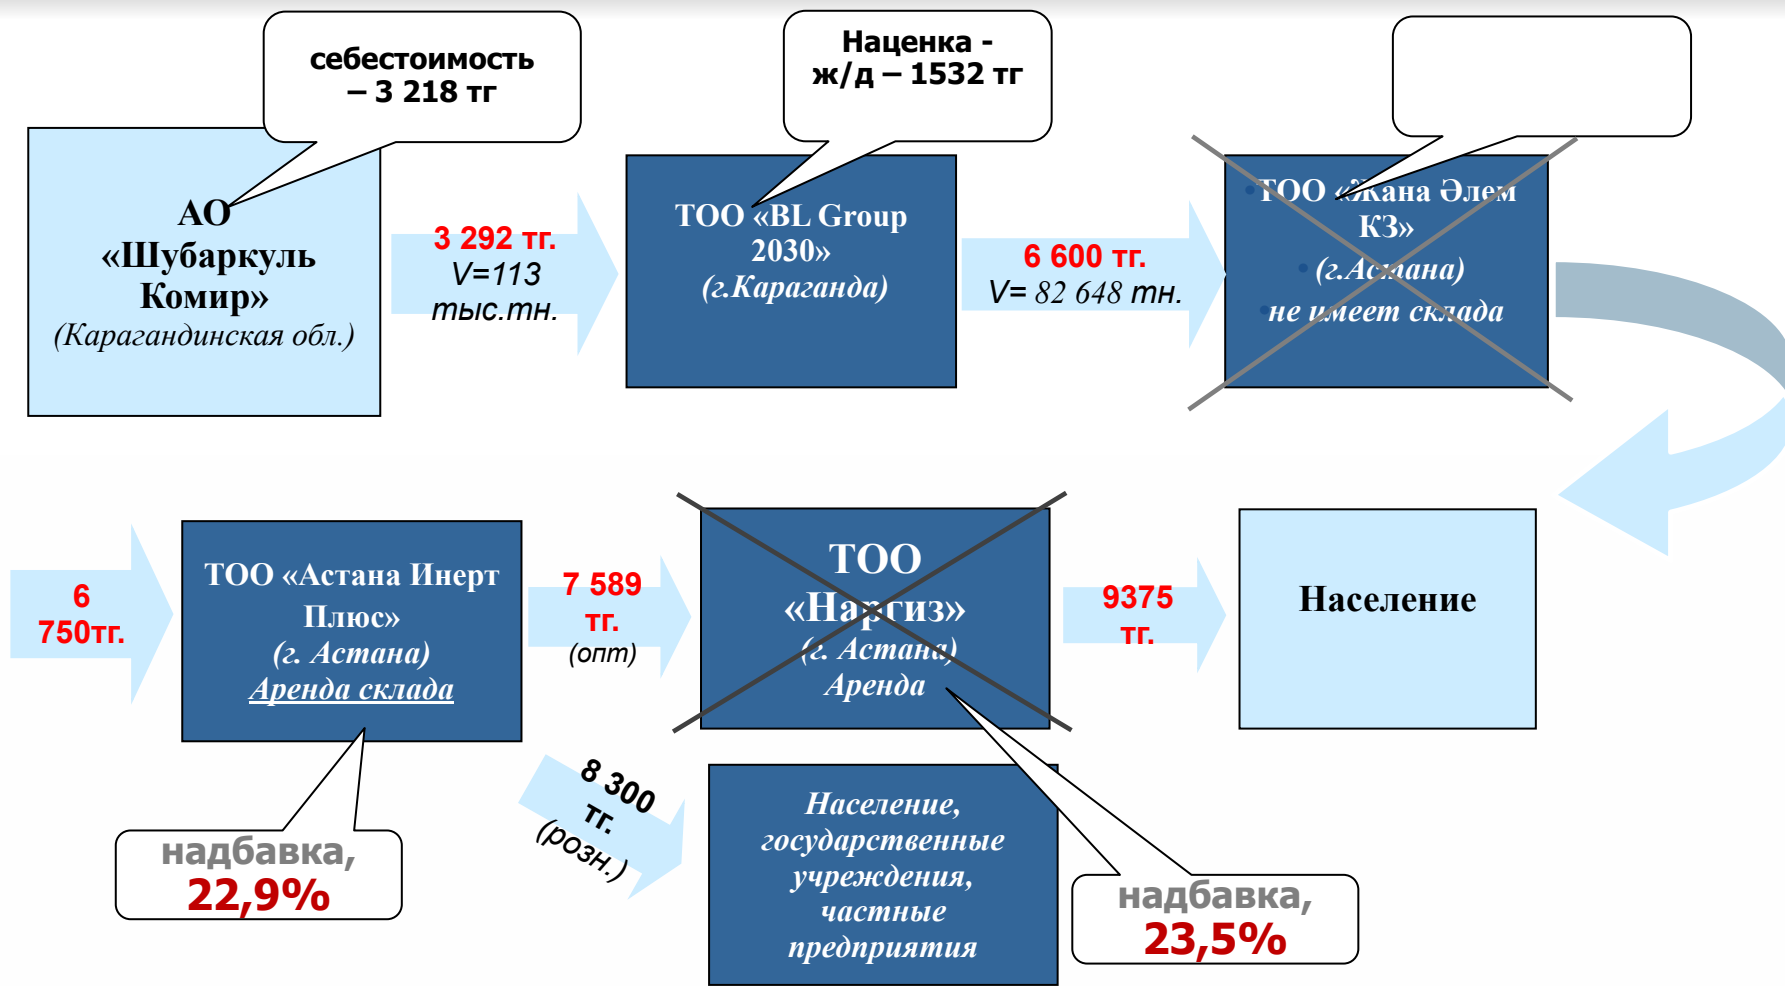 себестоимость
– 3 218 тг
Наценка -
ж/д – 1532 тг
АО
«Шубаркуль
Комир»
(Карагандинская обл.)
3 292 тг.
V=113
тыс.тн.
ТОО «BL Group
2030»
(г.Караганда)
6 600 тг.
V= 82 648 тн.
•ТОО «Жана Әлем
КЗ»
• (г.Астана)
•не имеет склада
6
750тг.
ТОО «Астана Инерт
Плюс»
(г. Астана)
Аренда склада
7 589
тг.
(опт)
ТОО
«Наргиз»
(г. Астана)
Аренда
9375
тг.
Население
надбавка,
22,9%
8 300
тг.
(розн.)
Население,
государственные
учреждения,
частные
предприятия
надбавка,
23,5%